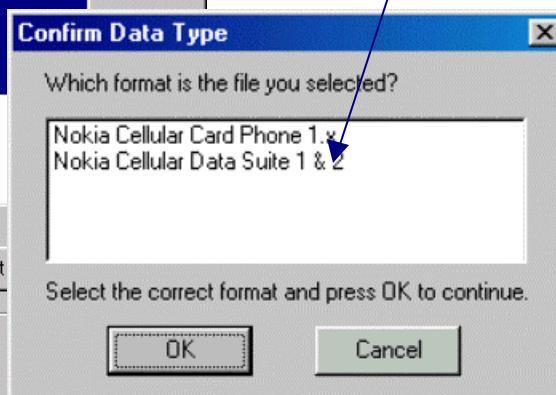 Confirm Data Type
Which format is the file you selected?
Nokia Cellular Card Phone 1.x
Nokia Cellular Data Suite 1 & 2
t
Select the correct format and press OK to continue.
OK
Cancel